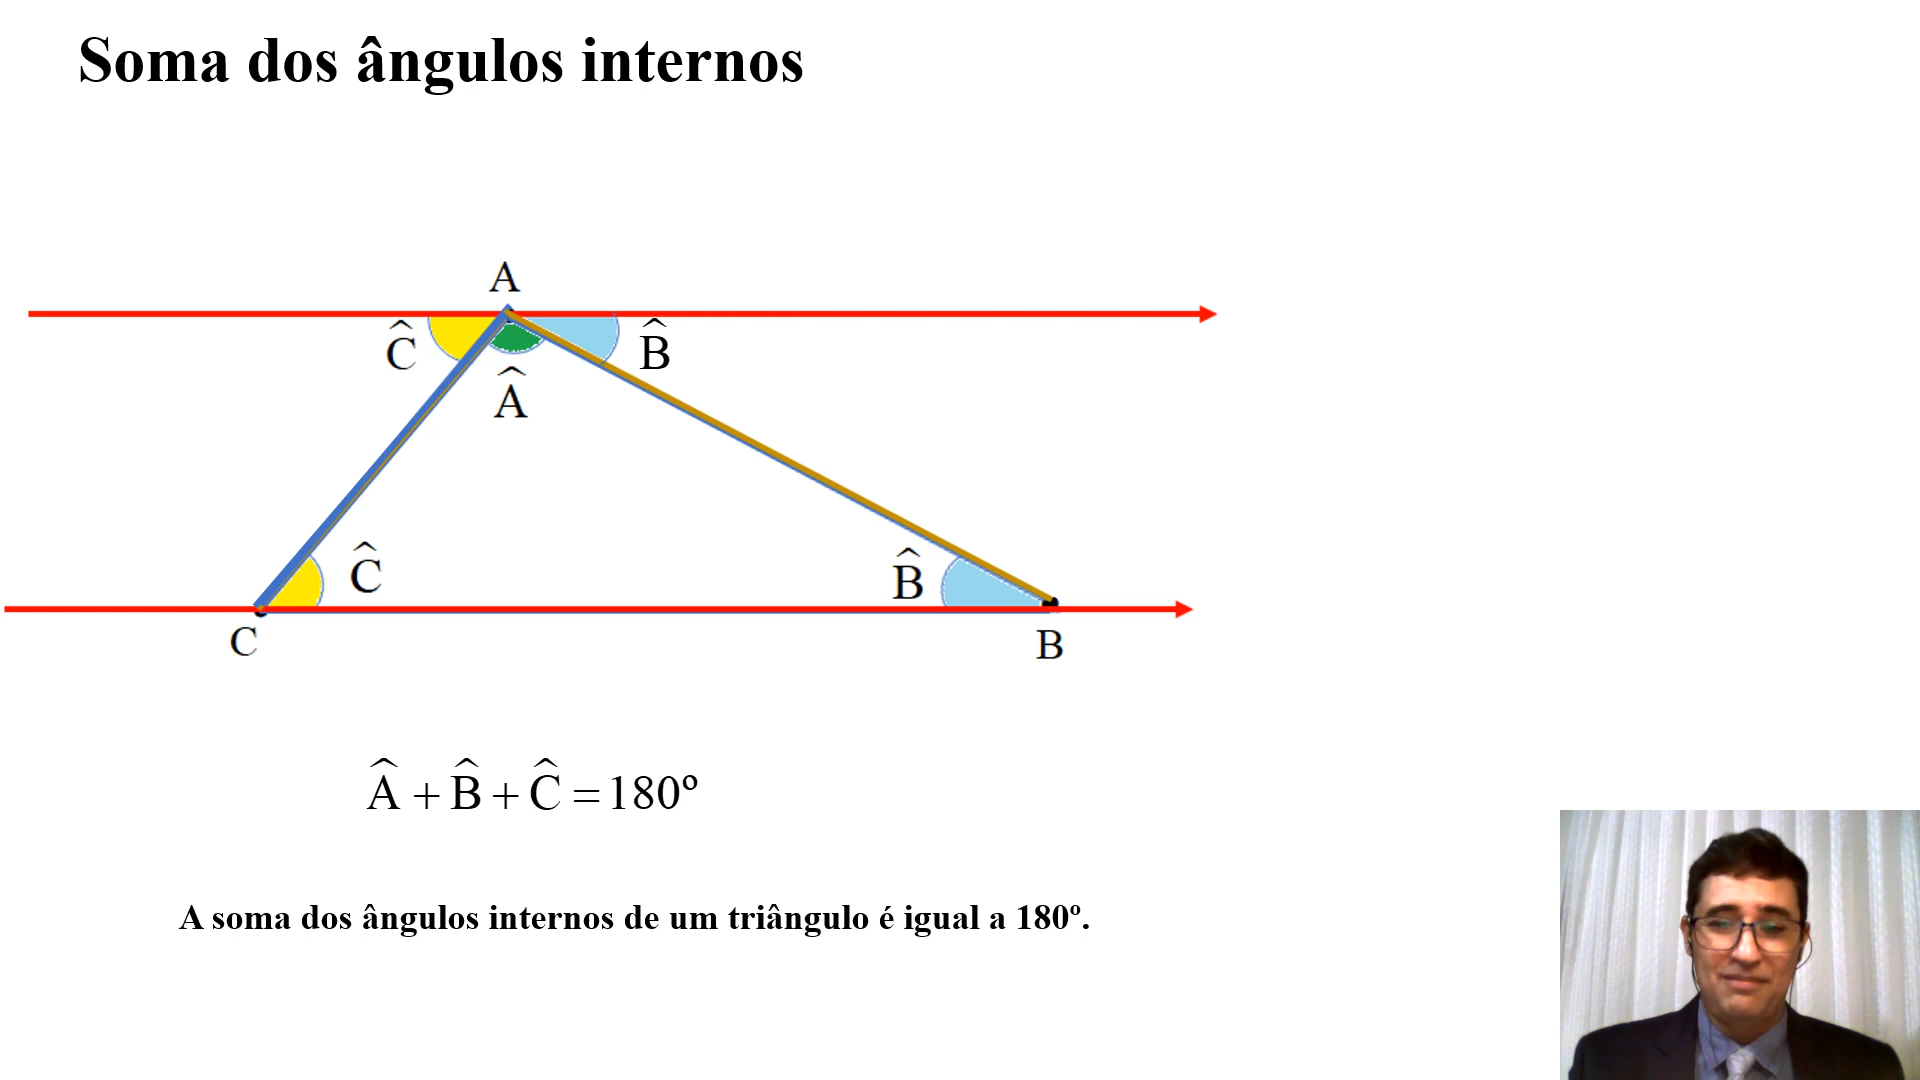 Soma dos ângulos internos
A
Ĉ
B̂
Â
Ĉ
B̂
C
B
Â + B̂ + Ĉ = 180º
A soma dos ângulos internos de um triângulo é igual a 180º.